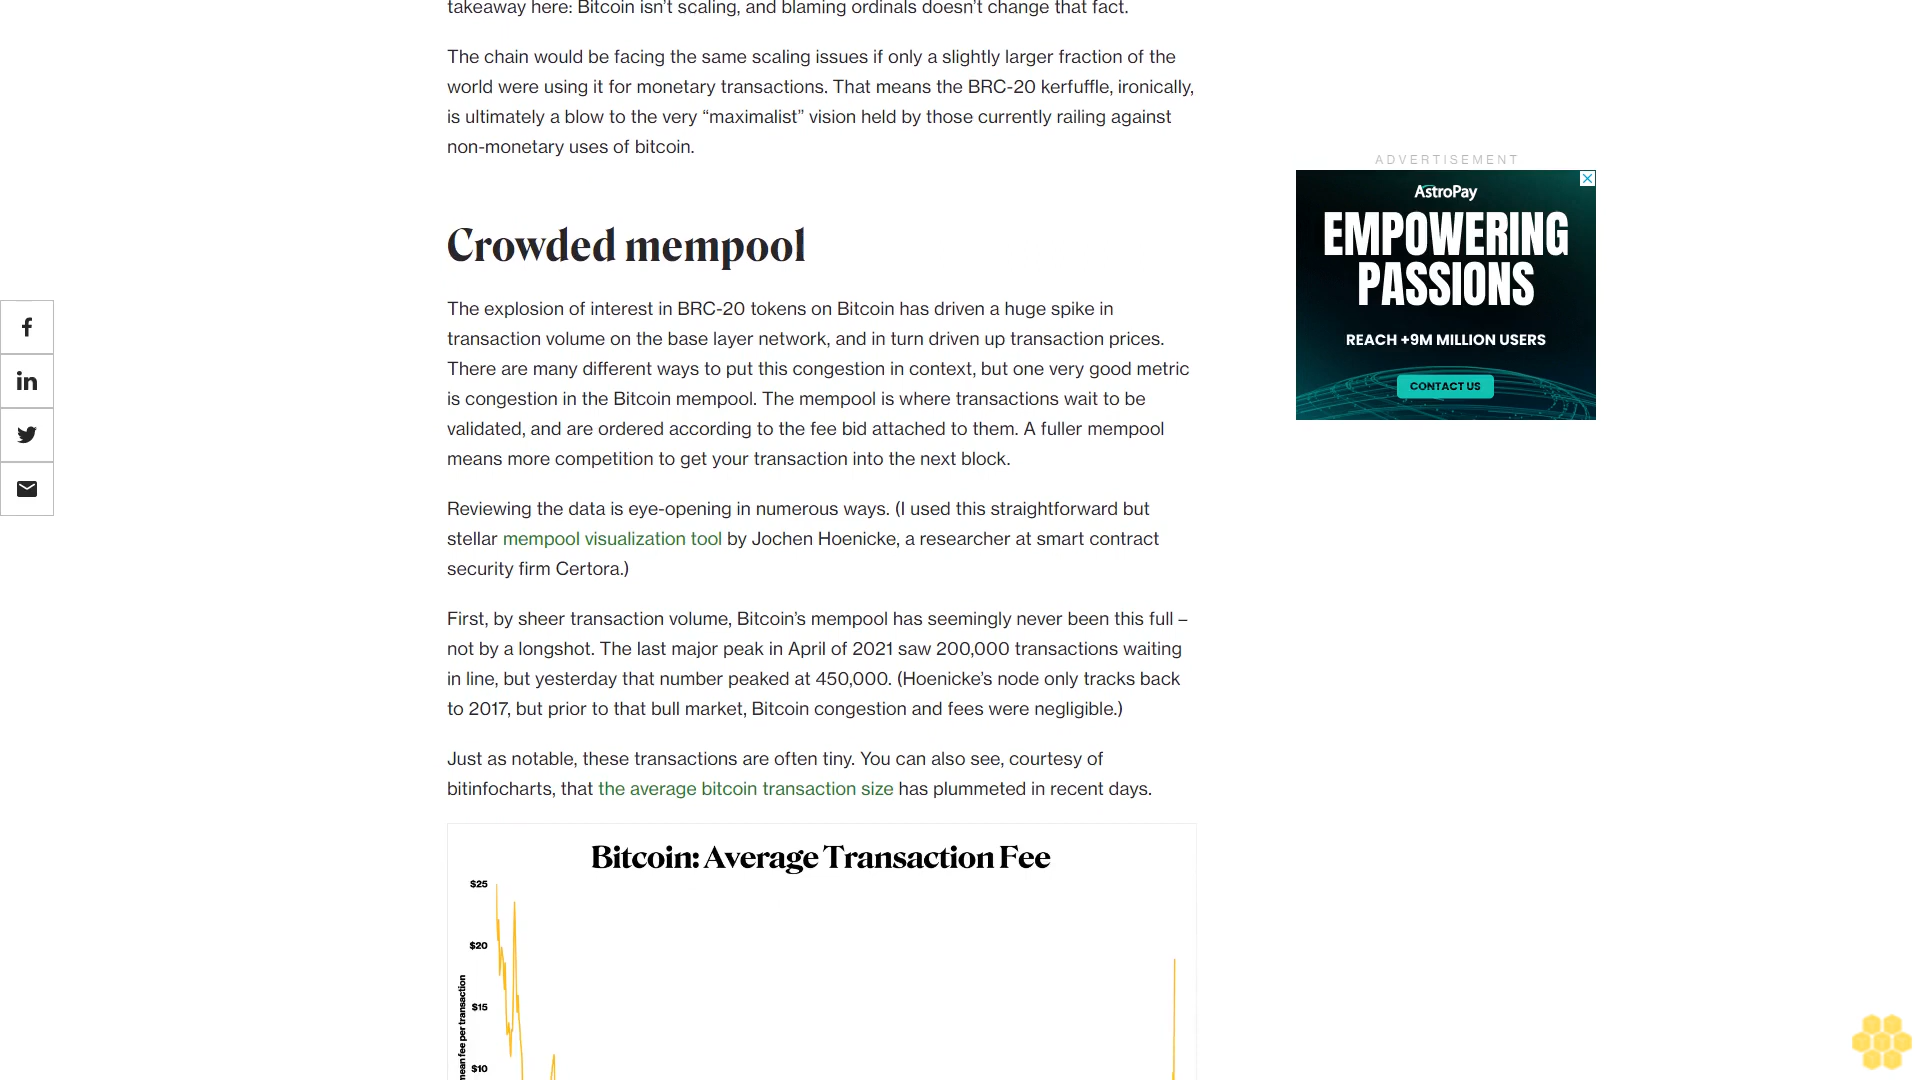 takeaway here: Bitcoin isn’t scaling, and blaming ordinals doesn’t change that fact.
The chain would be facing the same scaling issues if only a slightly larger fraction of the
world were using it for monetary transactions. That means the BRC-20 kerfuffle, ironically,
is ultimately a blow to the very “maximalist” vision held by those currently railing against
non-monetary uses of bitcoin.
Crowded mempool
The explosion of interest in BRC-20 tokens on Bitcoin has driven a huge spike in
transaction volume on the base layer network, and in turn driven up transaction prices.
There are many different ways to put this congestion in context, but one very good metric
is congestion in the Bitcoin mempool. The mempool is where transactions wait to be
validated, and are ordered according to the fee bid attached to them. A fuller mempool
means more competition to get your transaction into the next block.
Reviewing the data is eye-opening in numerous ways. (I used this straightforward but
stellar mempool visualization tool by Jochen Hoenicke, a researcher at smart contract
security firm Certora.)
First, by sheer transaction volume, Bitcoin’s mempool has seemingly never been this full –
not by a longshot. The last major peak in April of 2021 saw 200,000 transactions waiting
in line, but yesterday that number peaked at 450,000. (Hoenicke’s node only tracks back
to 2017, but prior to that bull market, Bitcoin congestion and fees were negligible.)
Just as notable, these transactions are often tiny. You can also see, courtesy of
bitinfocharts, that the average bitcoin transaction size has plummeted in recent days.
Bitcoin: Average Transaction Fee
$25
$20
$15
$10
mean fee per transaction
ADVERTISEMENT
AstroPay
EMPOWERING
PASSIONS
REACH +9M MILLION USERS
CONTACT US